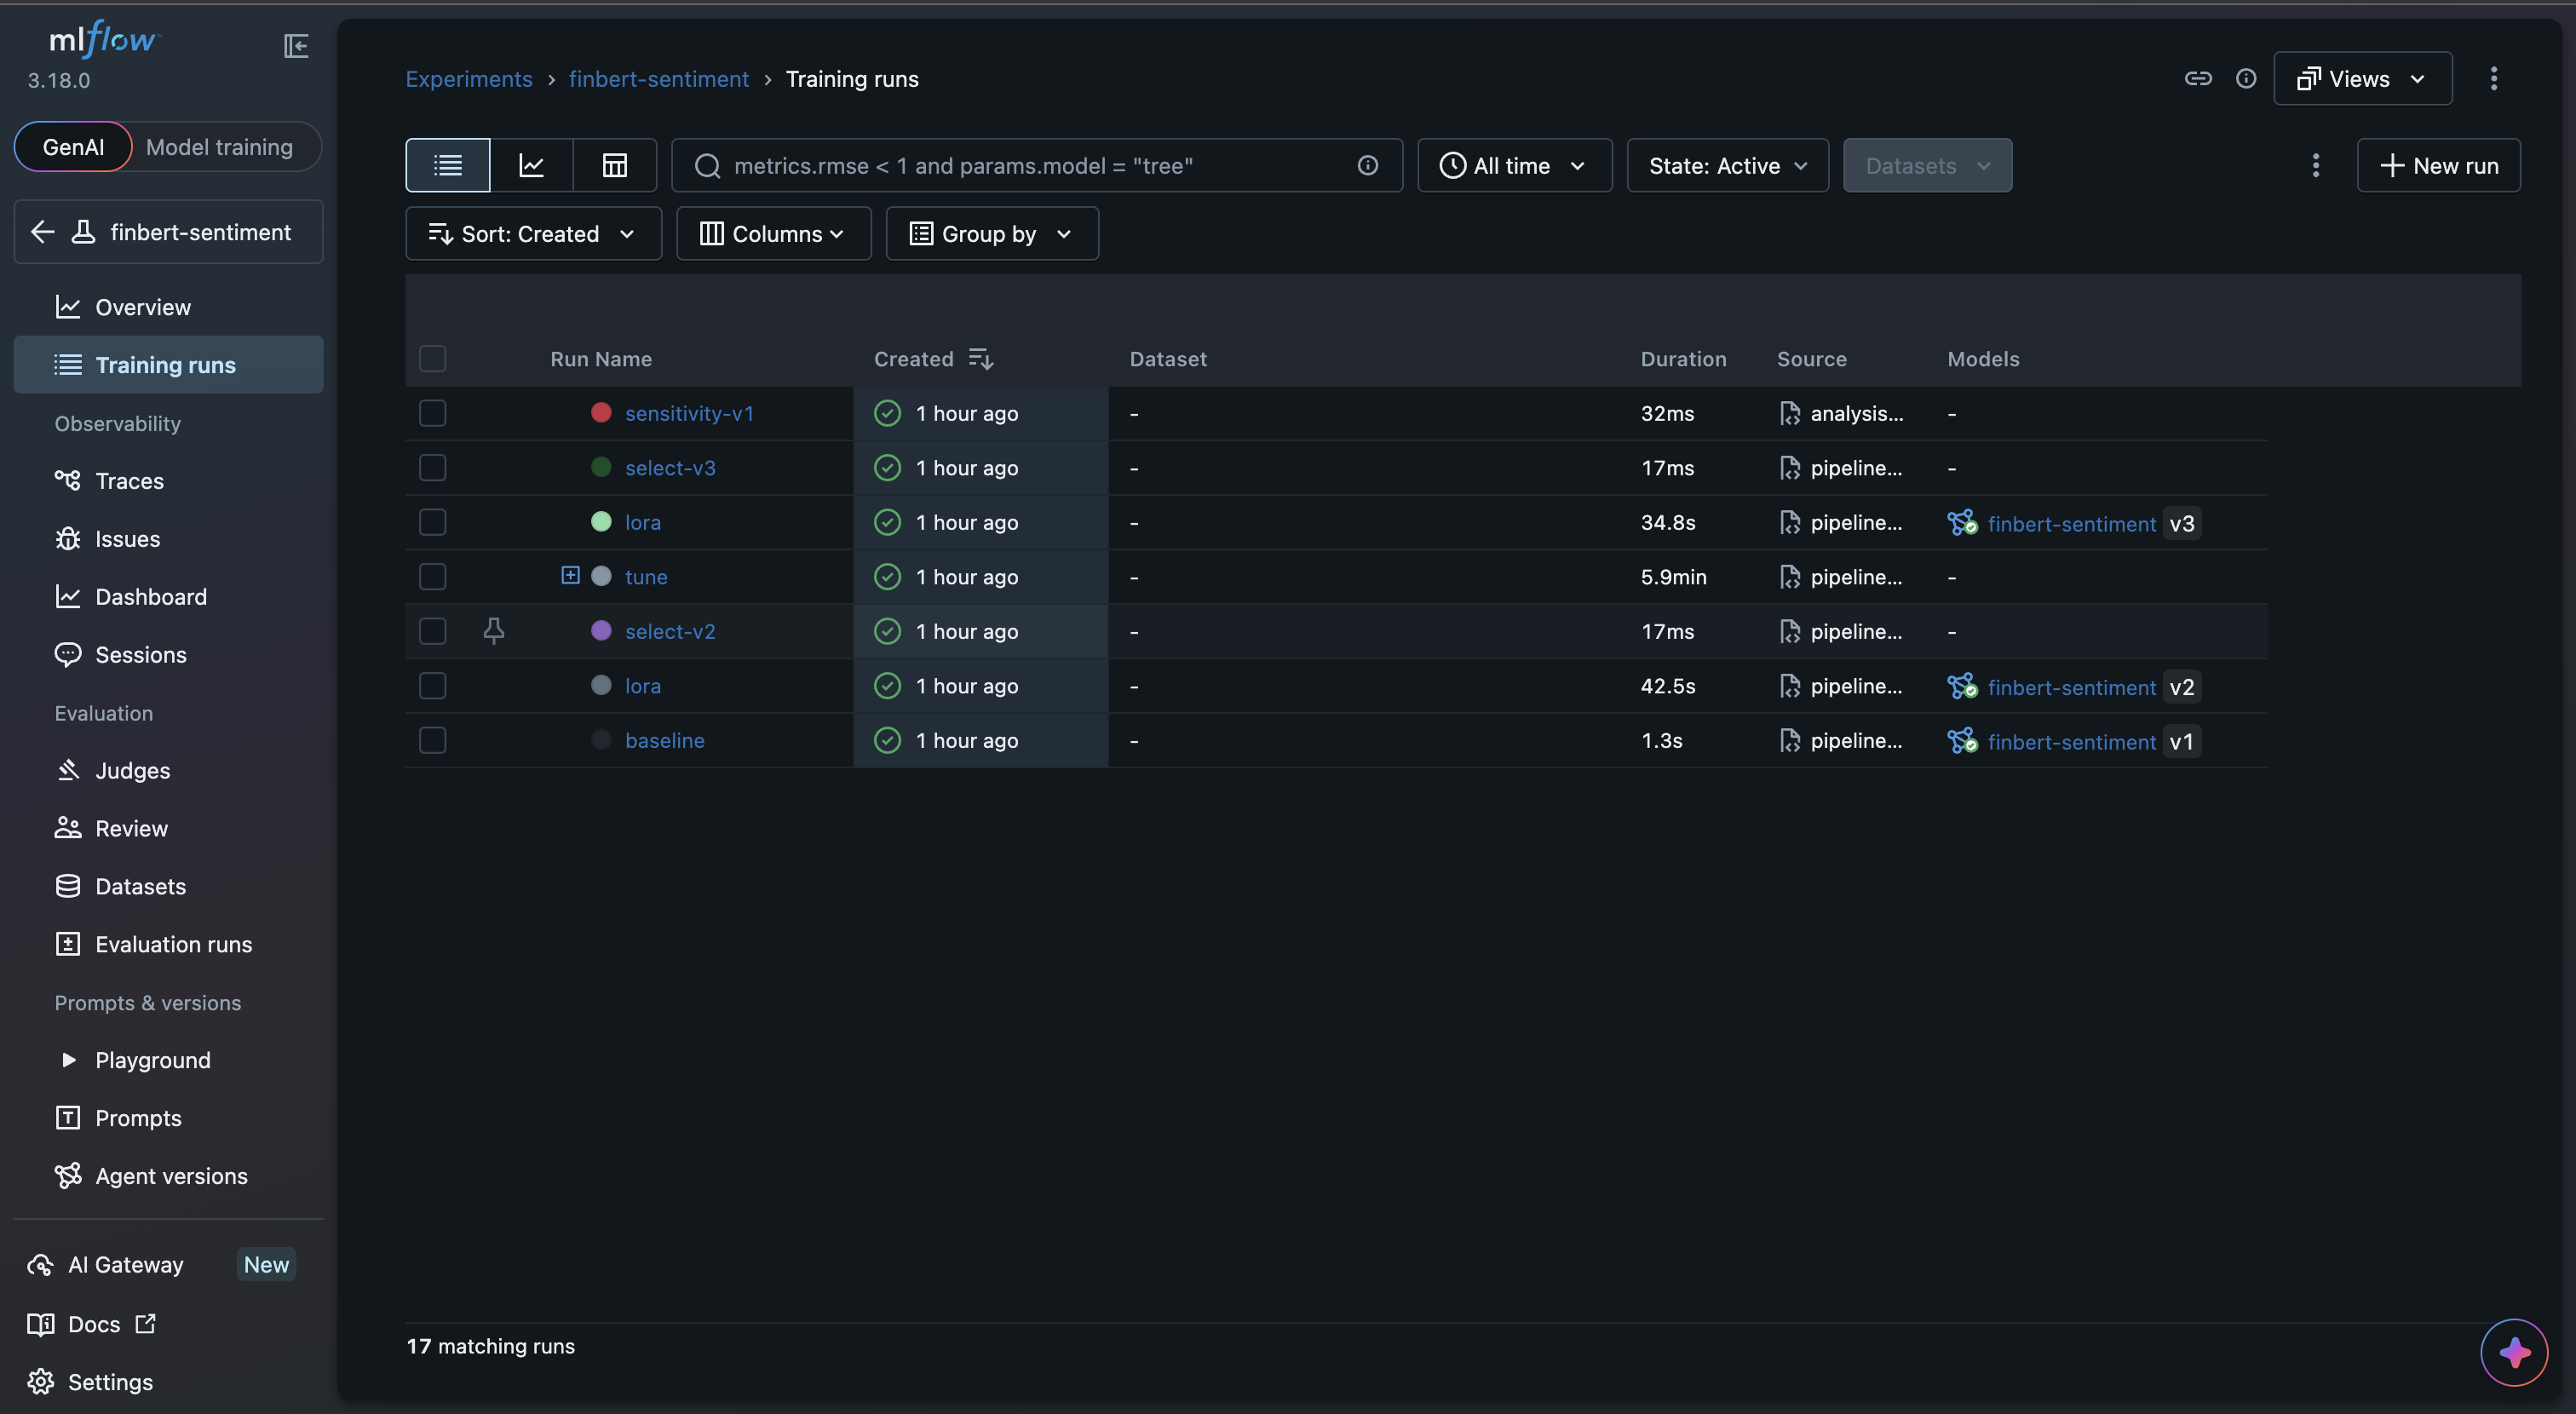 mlflow
3.18.0
GenAI Model training
finbert-sentiment
Overview
Training runs
Observability
Traces
Issues
Dashboard
Sessions
Evaluation
Judges
Review
Datasets
Evaluation runs
Prompts & versions
Playground
Prompts
Agent versions
AI Gateway New
Docs
Settings
Experiments › finbert-sentiment › Training runs
Views
metrics.rmse < 1 and params.model = "tree"
All time
State: Active
Datasets
New run
Sort: Created
Columns
Group by
Run Name Created Dataset Duration Source Models
sensitivity-v1 1 hour ago - 32ms analysis... -
select-v3 1 hour ago - 17ms pipeline... -
lora 1 hour ago - 34.8s pipeline... finbert-sentiment v3
tune 1 hour ago - 5.9min pipeline... -
select-v2 1 hour ago - 17ms pipeline... -
lora 1 hour ago - 42.5s pipeline... finbert-sentiment v2
baseline 1 hour ago - 1.3s pipeline... finbert-sentiment v1
17 matching runs